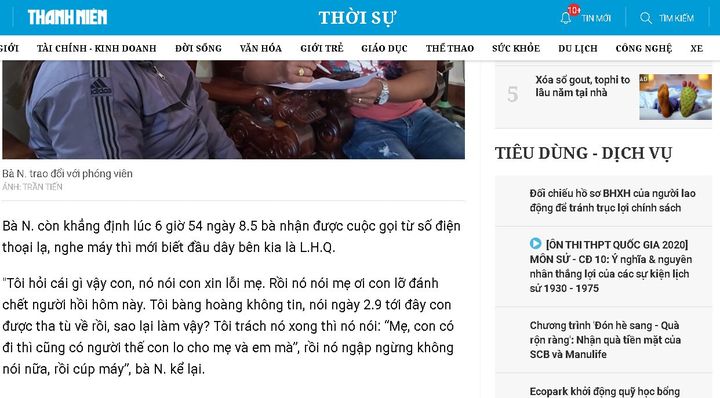 THANH NIÊN
THỜI SỰ
10+
TIN MỚI
TÌM KIẾM
GIỚI TÀI CHÍNH - KINH DOANH ĐỜI SỐNG VĂN HÓA GIỚI TRẺ GIÁO DỤC THỂ THAO SỨC KHỎE DU LỊCH CÔNG NGHỆ XE
Bà N. trao đổi với phóng viên
ẢNH: TRẦN TIẾN
Bà N. còn khẳng định lúc 6 giờ 54 ngày 8.5 bà nhận được cuộc gọi từ số điện
thoại lạ, nghe máy thì mới biết đầu dây bên kia là L.H.Q.
"Tôi hỏi cái gì vậy con, nó nói con xin lỗi mẹ. Rồi nó nói mẹ ơi con lỡ đánh
chết người hồi hôm này. Tôi bàng hoàng không tin, nói ngày 2.9 tới đây con
được tha tù về rồi, sao lại làm vậy? Tôi trách nó xong thì nó nói: “Mẹ, con có
đi thì cũng có người thế con lo cho mẹ và em mà”, rồi nó ngập ngừng không
nói nữa, rồi cúp máy”, bà N. kể lại.
5
Xóa sổ gout, tophi to
lâu năm tại nhà
AD
TIÊU DÙNG - DỊCH VỤ
Đối chiếu hồ sơ BHXH của người lao
động để tránh trục lợi chính sách
[ÔN THI THPT QUỐC GIA 2020]
MÔN SỬ - CĐ 10: Ý nghĩa & nguyên
nhân thắng lợi của các sự kiện lịch
sử 1930 - 1975
Chương trình 'Đón hè sang - Quà
rộn ràng': Nhận quà tiền mặt của
SCB và Manulife
Ecopark khởi động quỹ học bổng